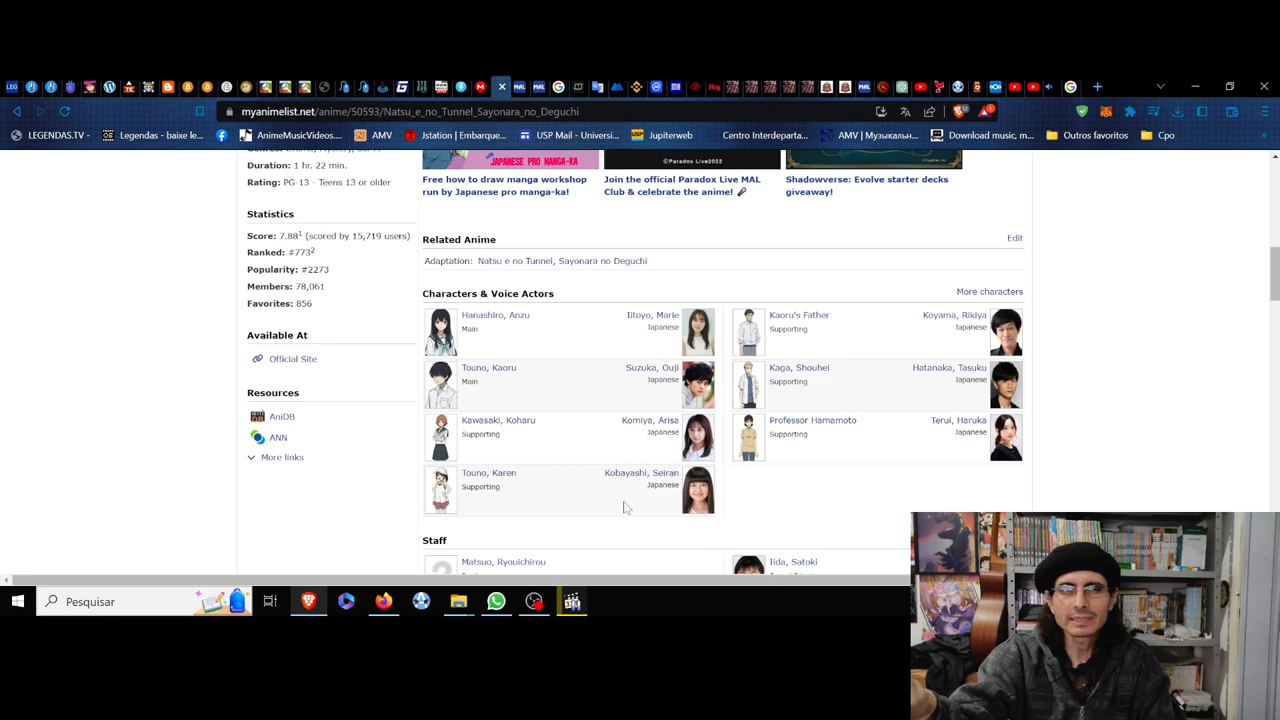 myanimelist.net/anime/50593/Natsu_e_no_Tunnel_Sayonara_no_Deguchi
LEGENDAS.TV -
Legendas - baixe le...
AnimeMusicVideos....
AMV
Jstation | Embarque...
USP Mail - Universi...
Jupiterweb
Centro Interdeparta...
AMV | Музыкальн...
Download music, m...
Outros favoritos
Cpo
Duration: 1 hr. 22 min.
Rating: PG-13 - Teens 13 or older
JAPANESE PRO MANGA-KA!
©Paradox Live2022
Free how to draw manga workshop
run by Japanese pro manga-ka!
Join the official Paradox Live MAL
Club & celebrate the anime! 🎤
Shadowverse: Evolve starter decks
giveaway!
Statistics
Score: 7.88¹ (scored by 15,719 users)
Ranked: #773²
Popularity: #2273
Members: 78,061
Favorites: 856
Available At
Official Site
Resources
AniDB
ANN
More links
Related Anime
Edit
Adaptation: Natsu e no Tunnel, Sayonara no Deguchi
Characters & Voice Actors
More characters
Hanashiro, Anzu
Main
Iitoyo, Marie
Japanese
Kaoru's Father
Supporting
Koyama, Rikiya
Japanese
Touno, Kaoru
Main
Suzuka, Ouji
Japanese
Kaga, Shouhei
Supporting
Hatanaka, Tasuku
Japanese
Kawasaki, Koharu
Supporting
Komiya, Arisa
Japanese
Professor Hamamoto
Supporting
Terui, Haruka
Japanese
Touno, Karen
Supporting
Kobayashi, Seiran
Japanese
Staff
Matsuo, Ryouichirou
Iida, Satoki
Pesquisar